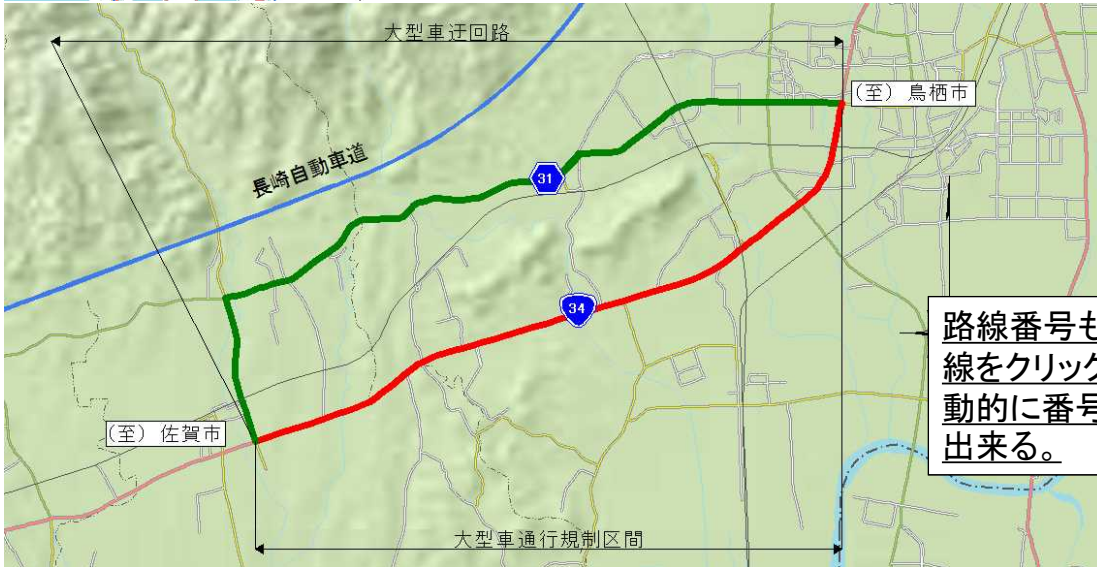 大型車迂回路
(至) 鳥栖市
長崎自動車道
31
34
路線番号も
線をクリック
動的に番号
出来る。
(至) 佐賀市
大型車通行規制区間